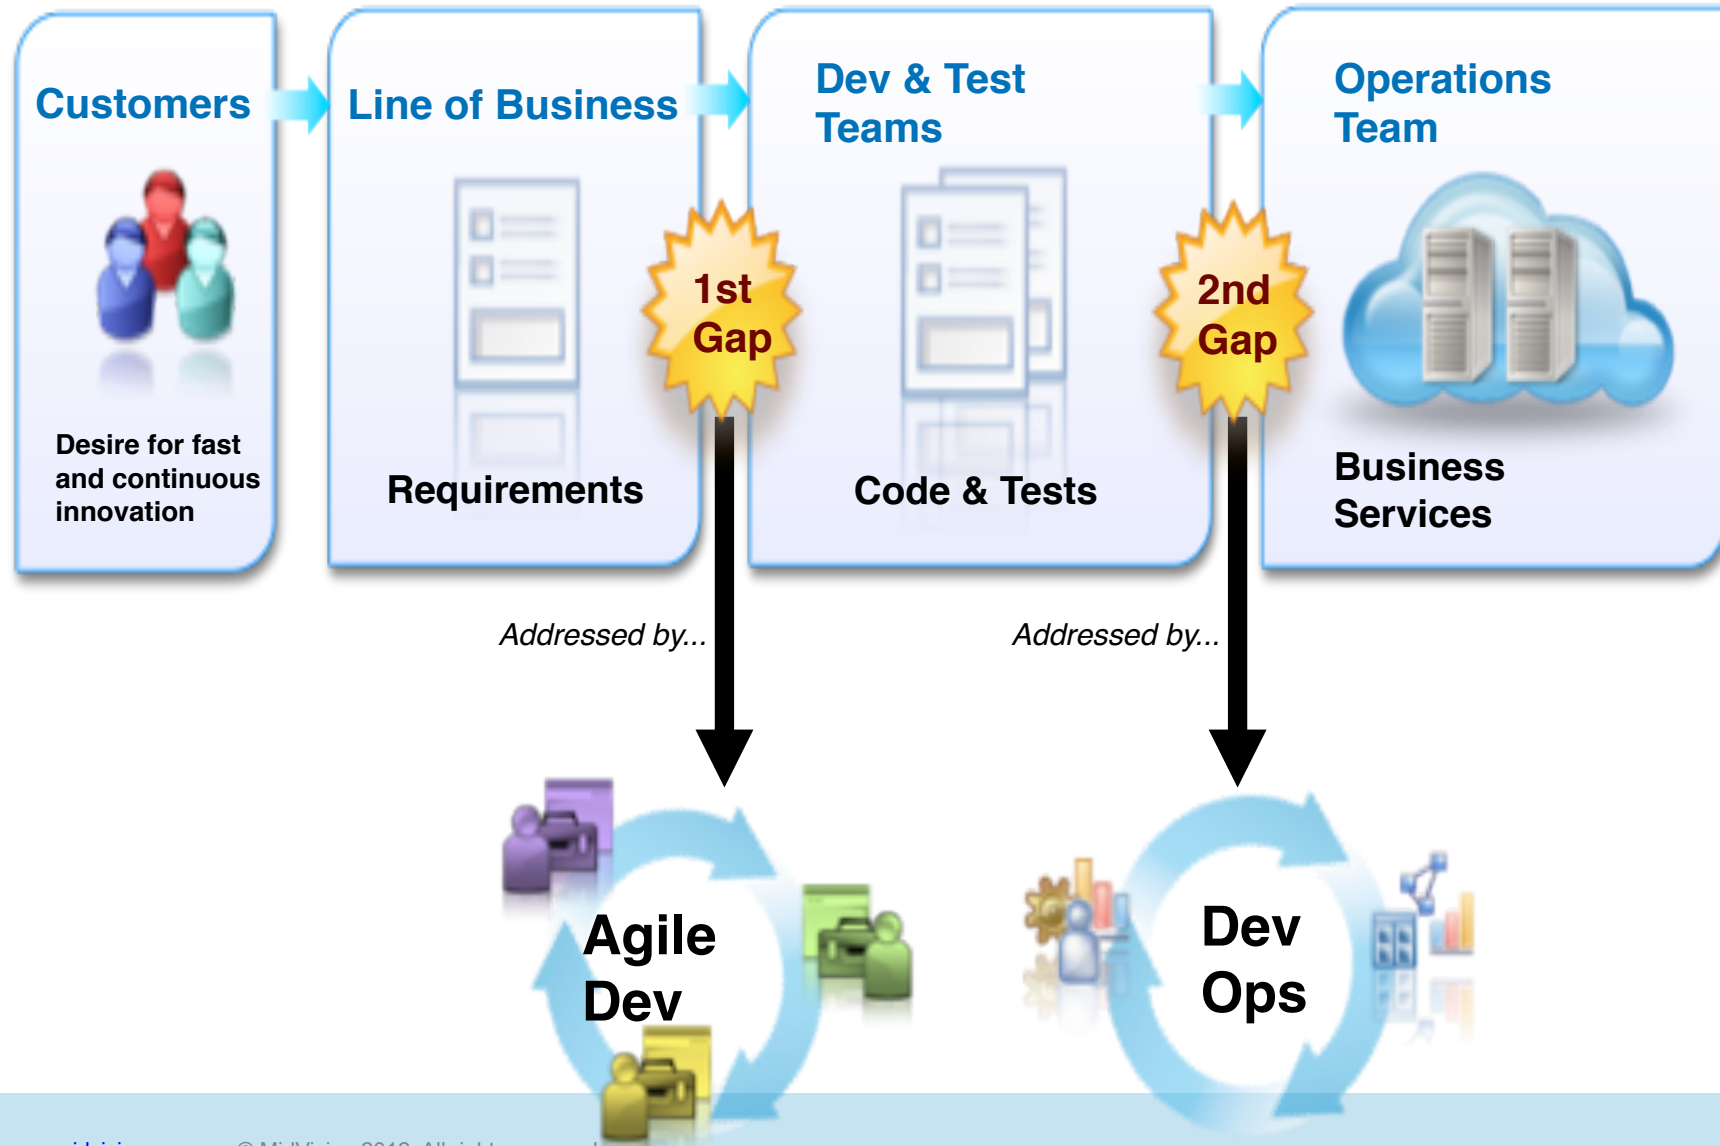 Customers
Line of Business
Dev & Test
Teams
Operations
Team
1st
Gap
2nd
Gap
Desire for fast
and continuous
innovation
Requirements
Code & Tests
Business
Services
Addressed by...
Addressed by...
Agile
Dev
Dev
Ops